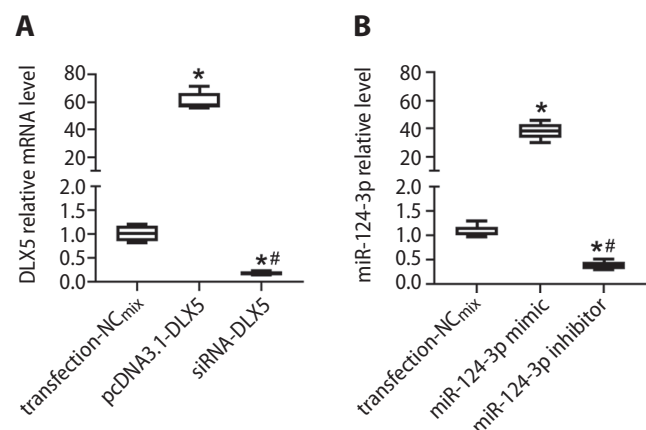 A
DLX5 relative mRNA level
80
60
40
20
2.0
1.5
1.0
0.5
0.0
*
*#
transfection-NCmix
pcDNA3.1-DLX5
siRNA-DLX5
B
miR-124-3p relative level
80
60
40
20
2.0
1.5
1.0
0.5
0.0
*
*#
transfection-NCmix
miR-124-3p mimic
miR-124-3p inhibitor